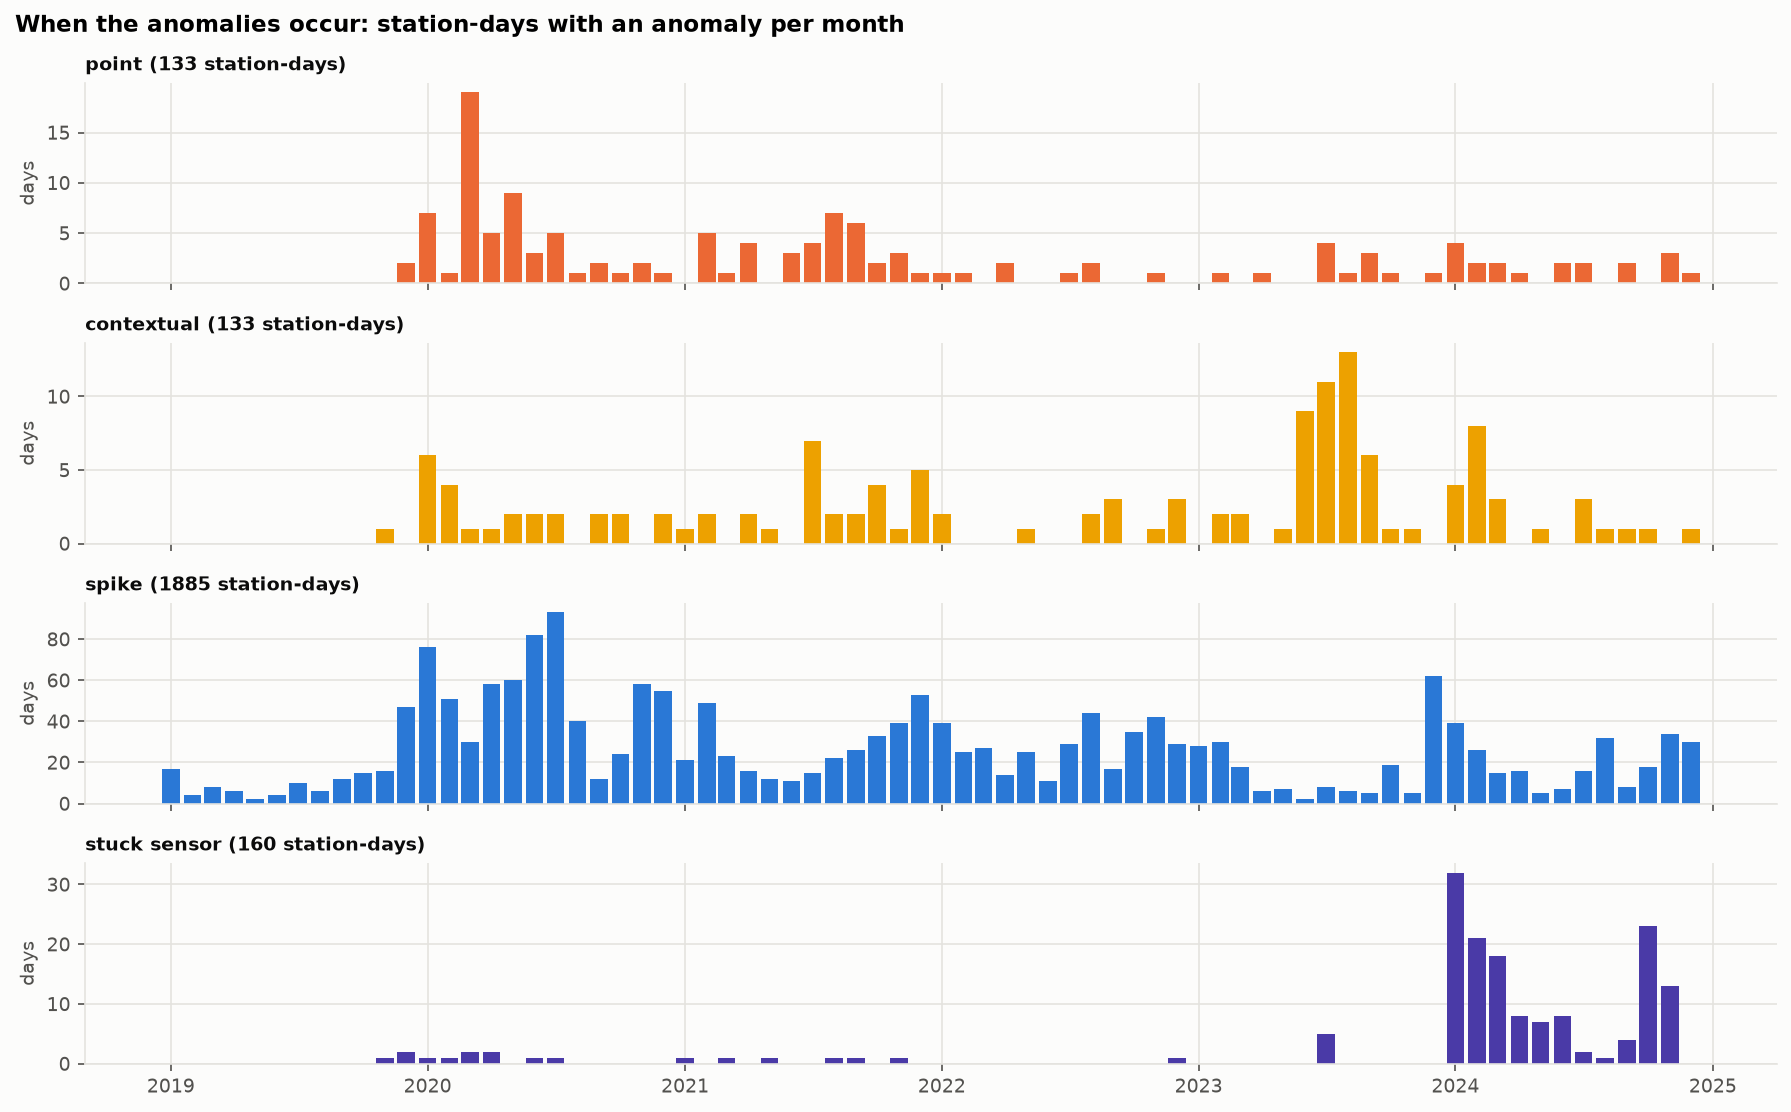 When the anomalies occur: station-days with an anomaly per month
point (133 station-days)
days
15
10
5
0
contextual (133 station-days)
days
10
5
0
spike (1885 station-days)
days
80
60
40
20
0
stuck sensor (160 station-days)
days
30
20
10
0
2019 2020 2021 2022 2023 2024 2025